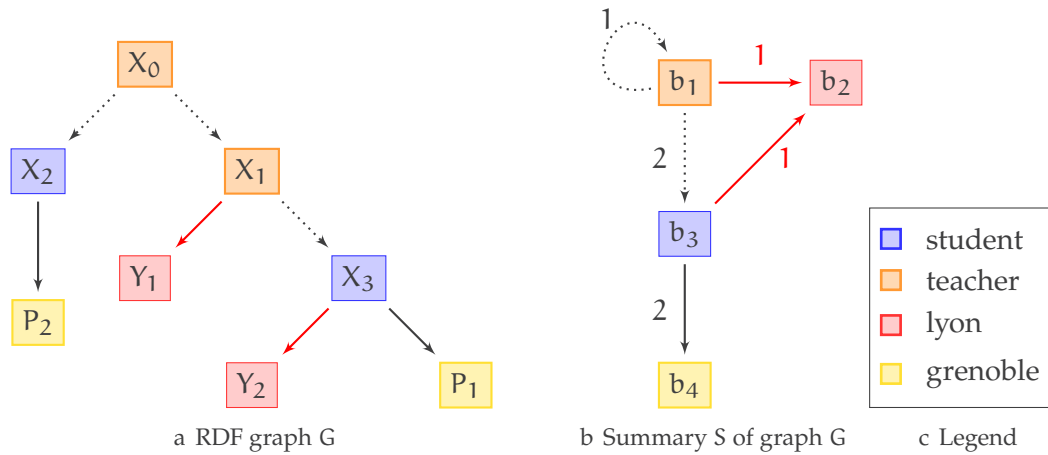 X0
X2
X1
Y1
X3
P2
Y2
P1
a RDF graph G
1
b1
1
b2
2
1
b3
2
b4
b Summary S of graph G
student
teacher
lyon
grenoble
c Legend